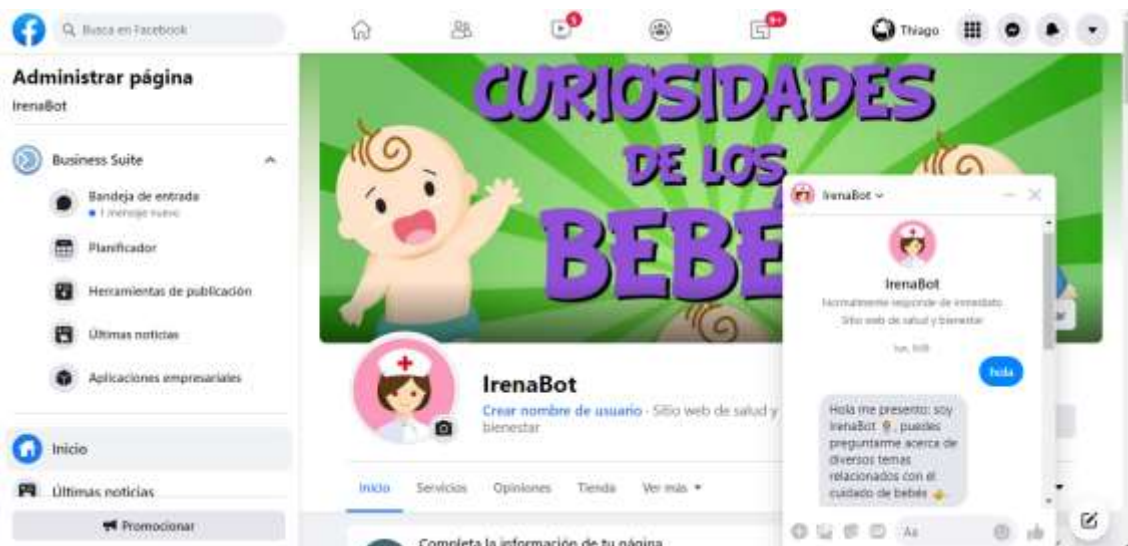 Busca en Facebook
Thiago
Administrar página
IrenaBot
Business Suite
Bandeja de entrada
1 mensaje nuevo
Planificador
Herramientas de publicación
Últimas noticias
Aplicaciones empresariales
Inicio
Últimas noticias
Promocionar
9+
CURIOSIDADES
DE LOS
BEBÉ
IrenaBot
Crear nombre de usuario · Sitio web de salud y
bienestar
Inicio Servicios Opiniones Tienda Ver más
Completa la información de tu página
IrenaBot
IrenaBot
Normalmente responde de inmediato
Sitio web de salud y bienestar
hola
Hola me presento: soy
IrenaBot , puedes
preguntarme acerca de
diversos temas
relacionados con el
cuidado de bebés
Aa